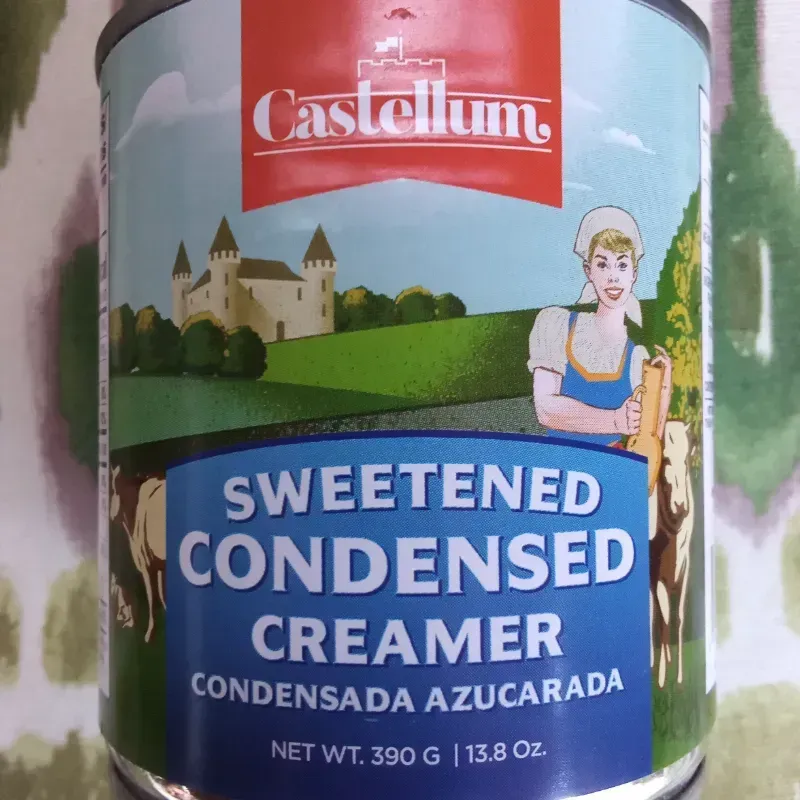 Castellum
SWEETENED
CONDENSED
CREAMER
CONDENSADA AZUCARADA
NET WT. 390 G | 13.8 Oz.